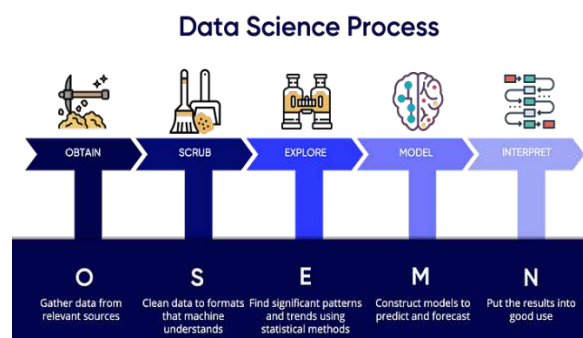 Data Science Process
OBTAIN
SCRUB
EXPLORE
MODEL
INTERPRET
O
Gather data from
relevant sources
S
Clean data to formats
that machine
understands
E
Find significant patterns
and trends using
statistical methods
M
Construct models to
predict and forecast
N
Put the results into
good use